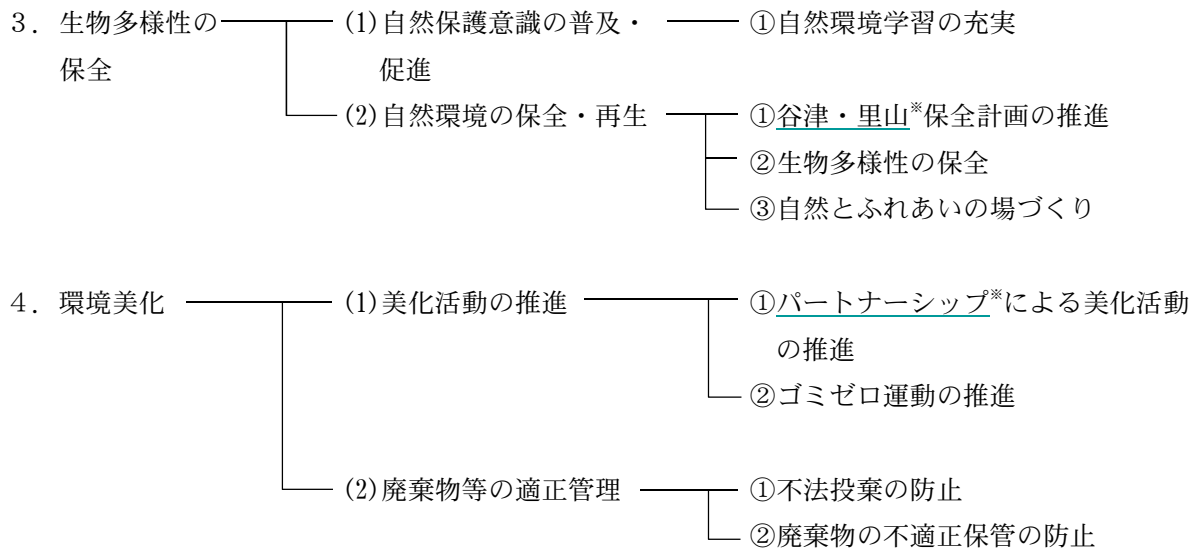 3．生物多様性の (1)自然保護意識の普及・ ①自然環境学習の充実
保全 促進
(2)自然環境の保全・再生 ①谷津・里山※保全計画の推進
②生物多様性の保全
③自然とふれあいの場づくり
4．環境美化 (1)美化活動の推進 ①パートナーシップ※による美化活動
の推進
②ゴミゼロ運動の推進
(2)廃棄物等の適正管理 ①不法投棄の防止
②廃棄物の不適正保管の防止